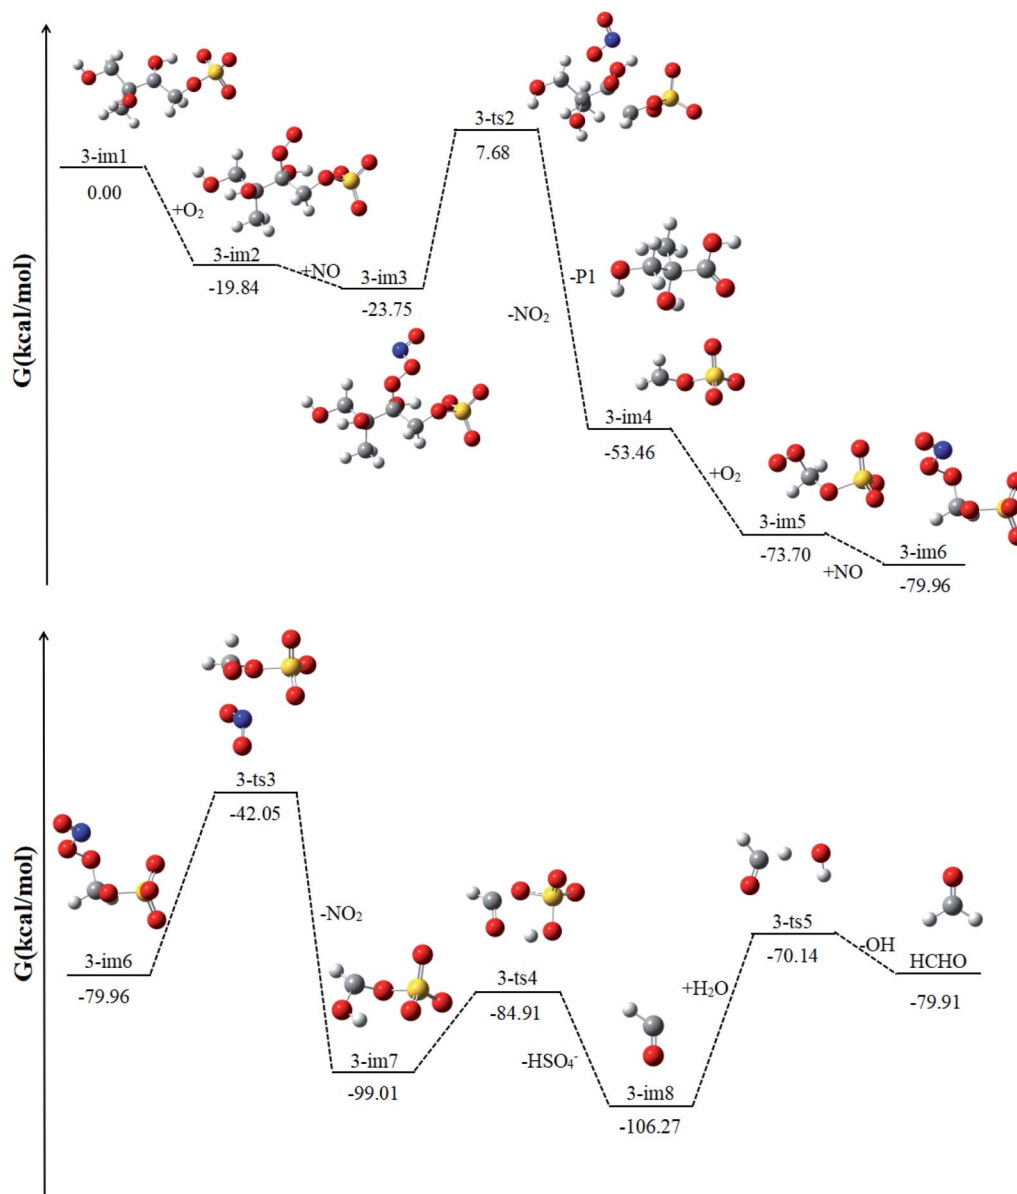 G(kcal/mol)
3-im1
0.00
+O₂
3-im2
-19.84
+NO
3-im3
-23.75
3-ts2
7.68
-NO₂
-P1
3-im4
-53.46
+O₂
3-im5
-73.70
+NO
3-im6
-79.96
G(kcal/mol)
3-im6
-79.96
3-ts3
-42.05
-NO₂
3-im7
-99.01
3-ts4
-84.91
-HSO₄⁻
3-im8
-106.27
+H₂O
3-ts5
-70.14
-OH
HCHO
-79.91